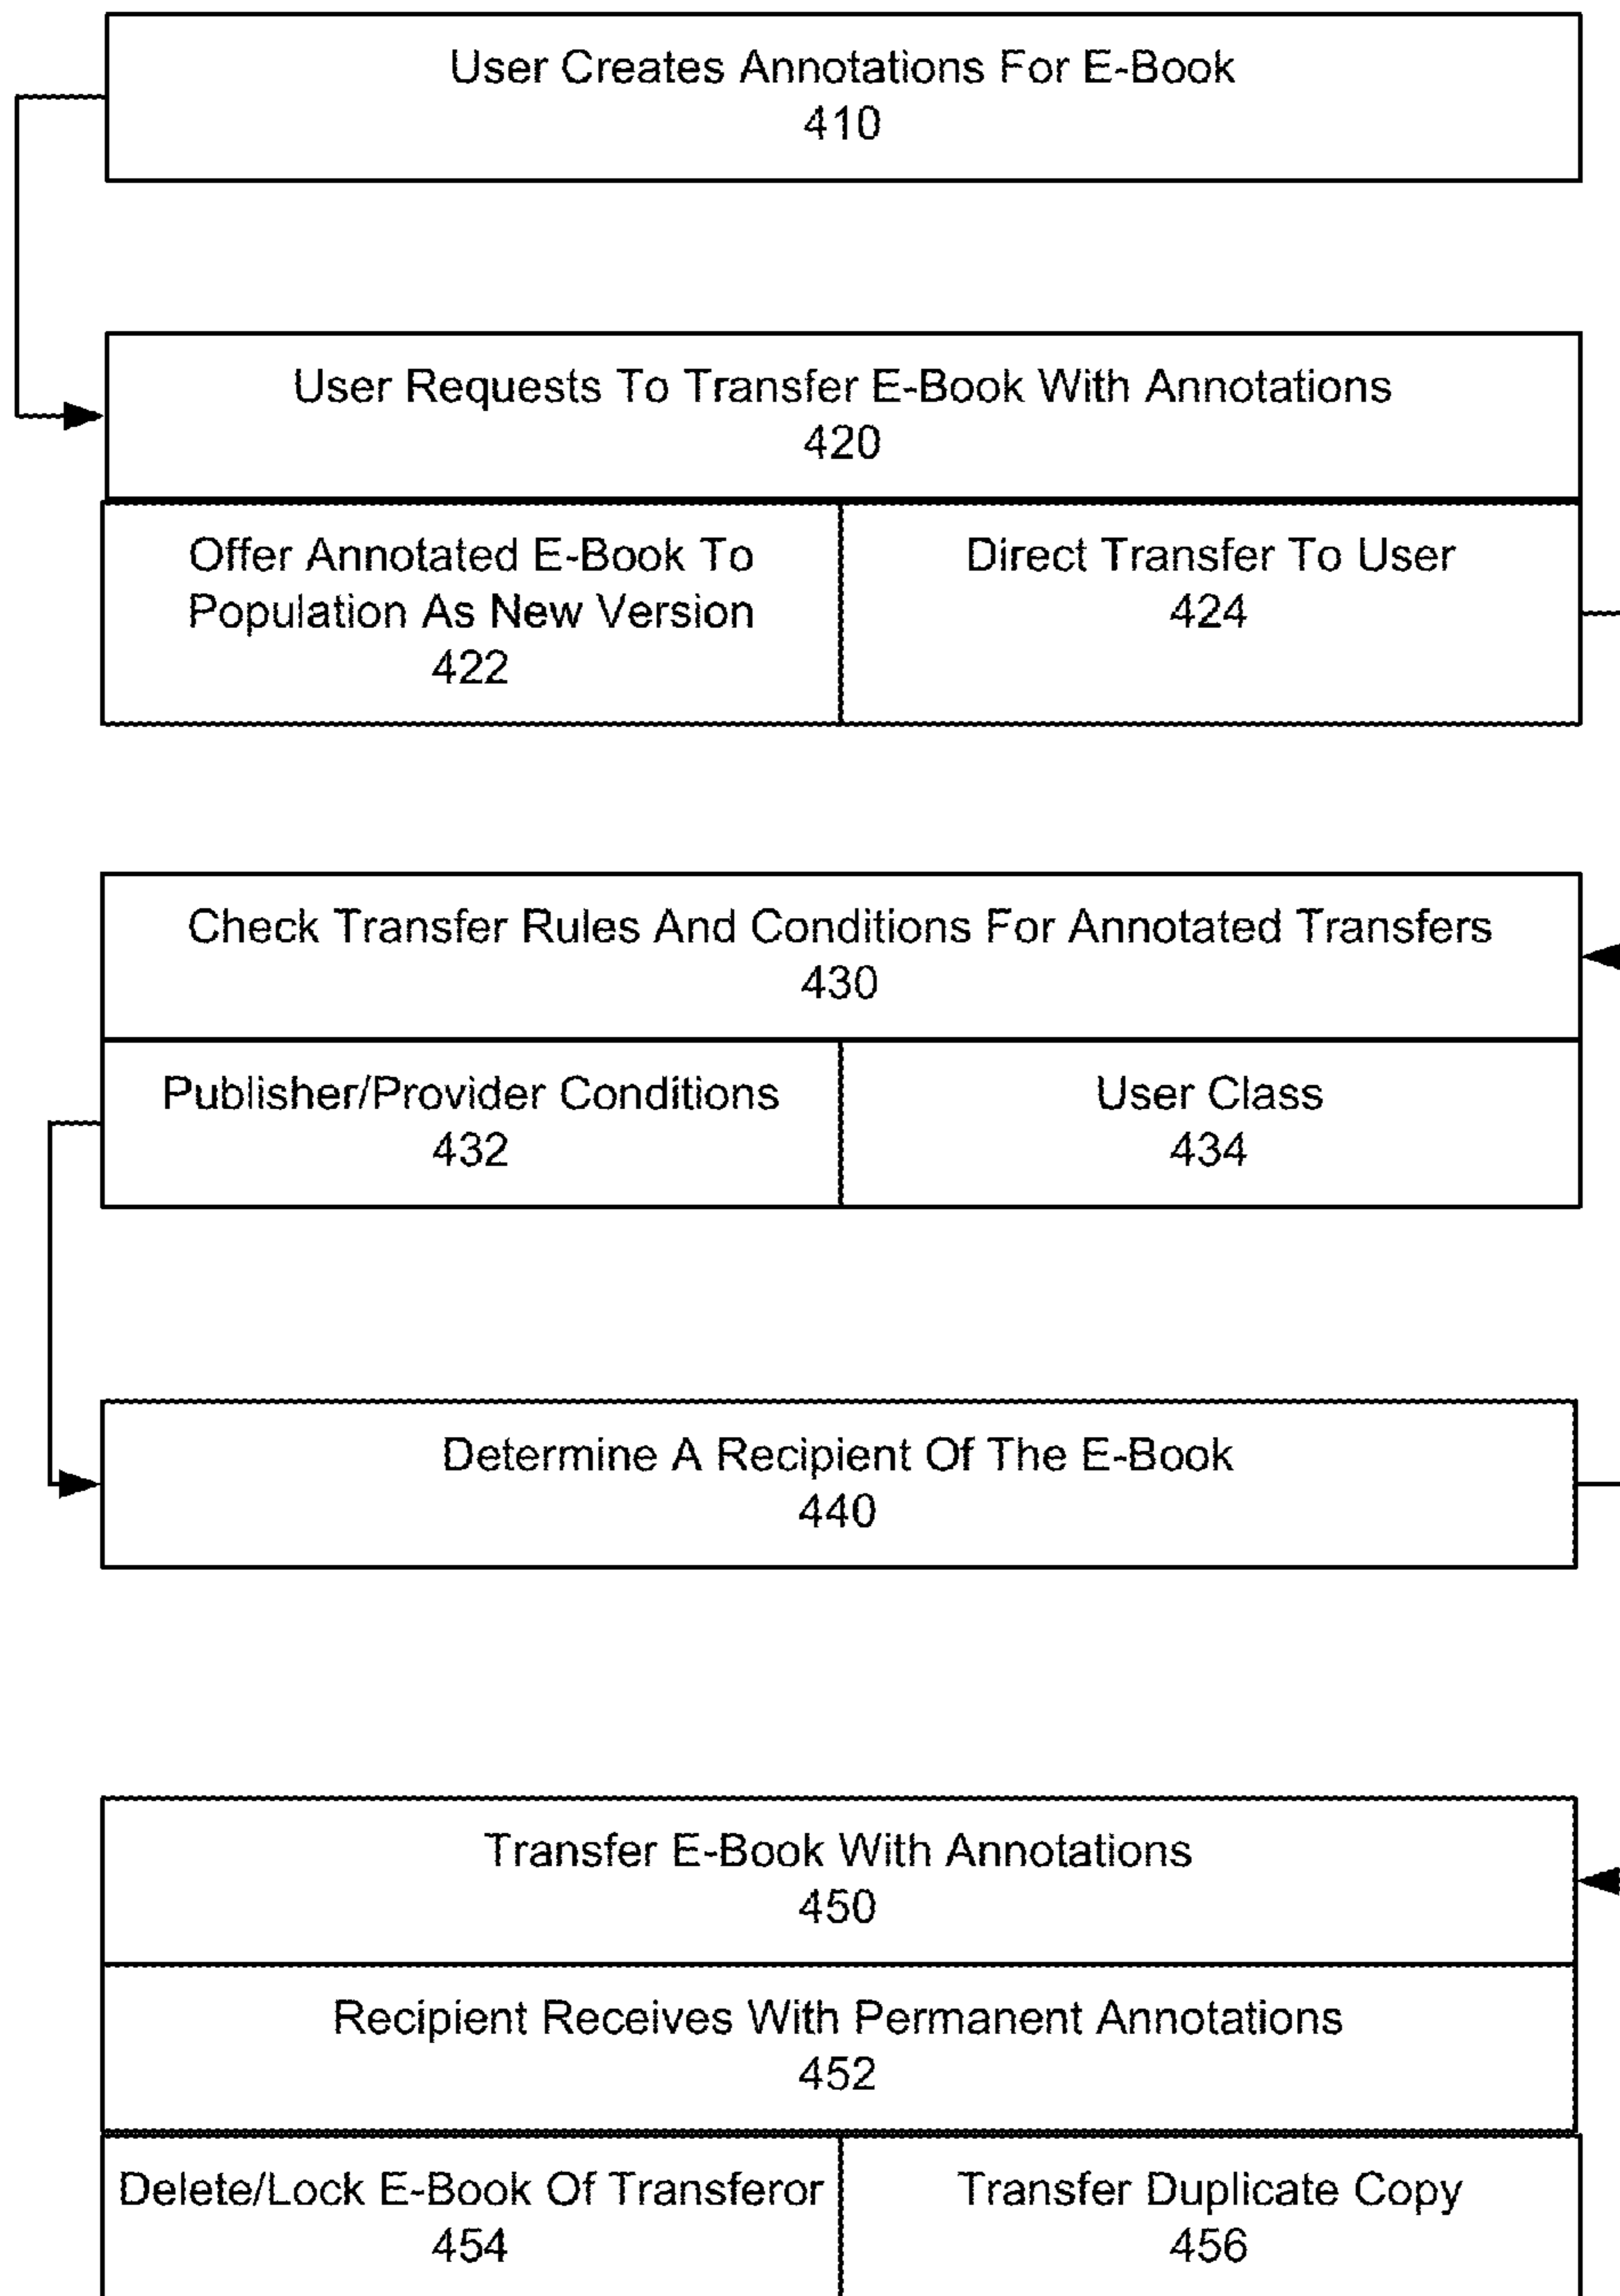 User Creates Annotations For E-Book
410
User Requests To Transfer E-Book With Annotations
420
Offer Annotated E-Book To
Population As New Version
422
Direct Transfer To User
424
Check Transfer Rules And Conditions For Annotated Transfers
430
Publisher/Provider Conditions
432
User Class
434
Determine A Recipient Of The E-Book
440
Transfer E-Book With Annotations
450
Recipient Receives With Permanent Annotations
452
Delete/Lock E-Book Of Transferor
454
Transfer Duplicate Copy
456